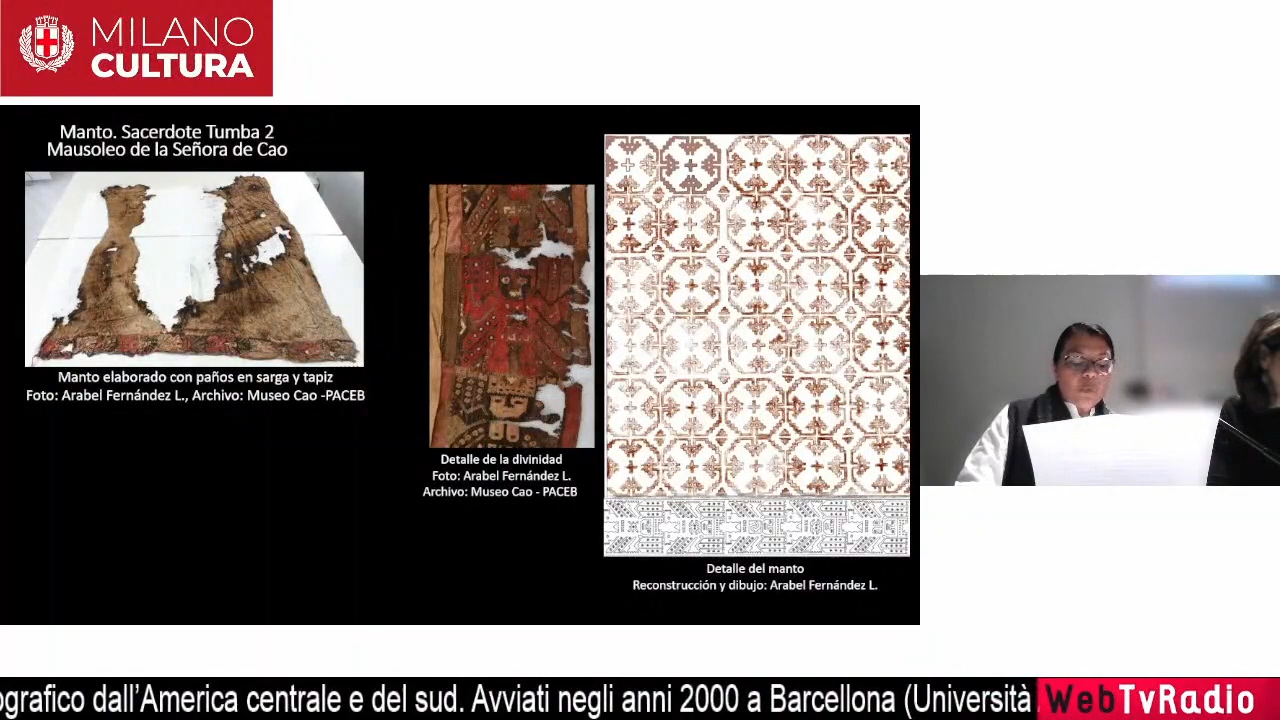 MILANO
CULTURA
Manto. Sacerdote Tumba 2
Mausoleo de la Señora de Cao
Manto elaborado con paños en sarga y tapiz
Foto: Arabel Fernández L., Archivo: Museo Cao -PACEB
Detalle de la divinidad
Foto: Arabel Fernández L.
Archivo: Museo Cao - PACEB
Detalle del manto
Reconstrucción y dibujo: Arabel Fernández L.
ografico dall'America centrale e del sud. Avviati negli anni 2000 a Barcellona (Università
WebTvRadio